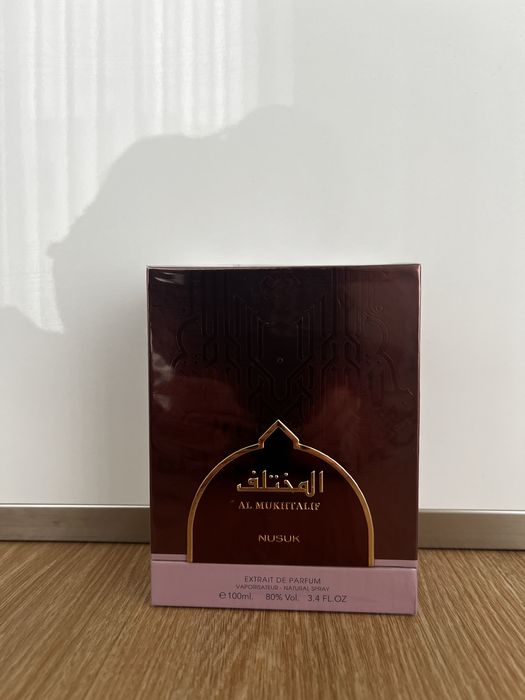 المختلف
AL MUKHTALIF
NUSUK
EXTRAIT DE PARFUM
VAPORISATEUR - NATURAL SPRAY
℮100ml. 80% Vol. 3.4 FL.OZ